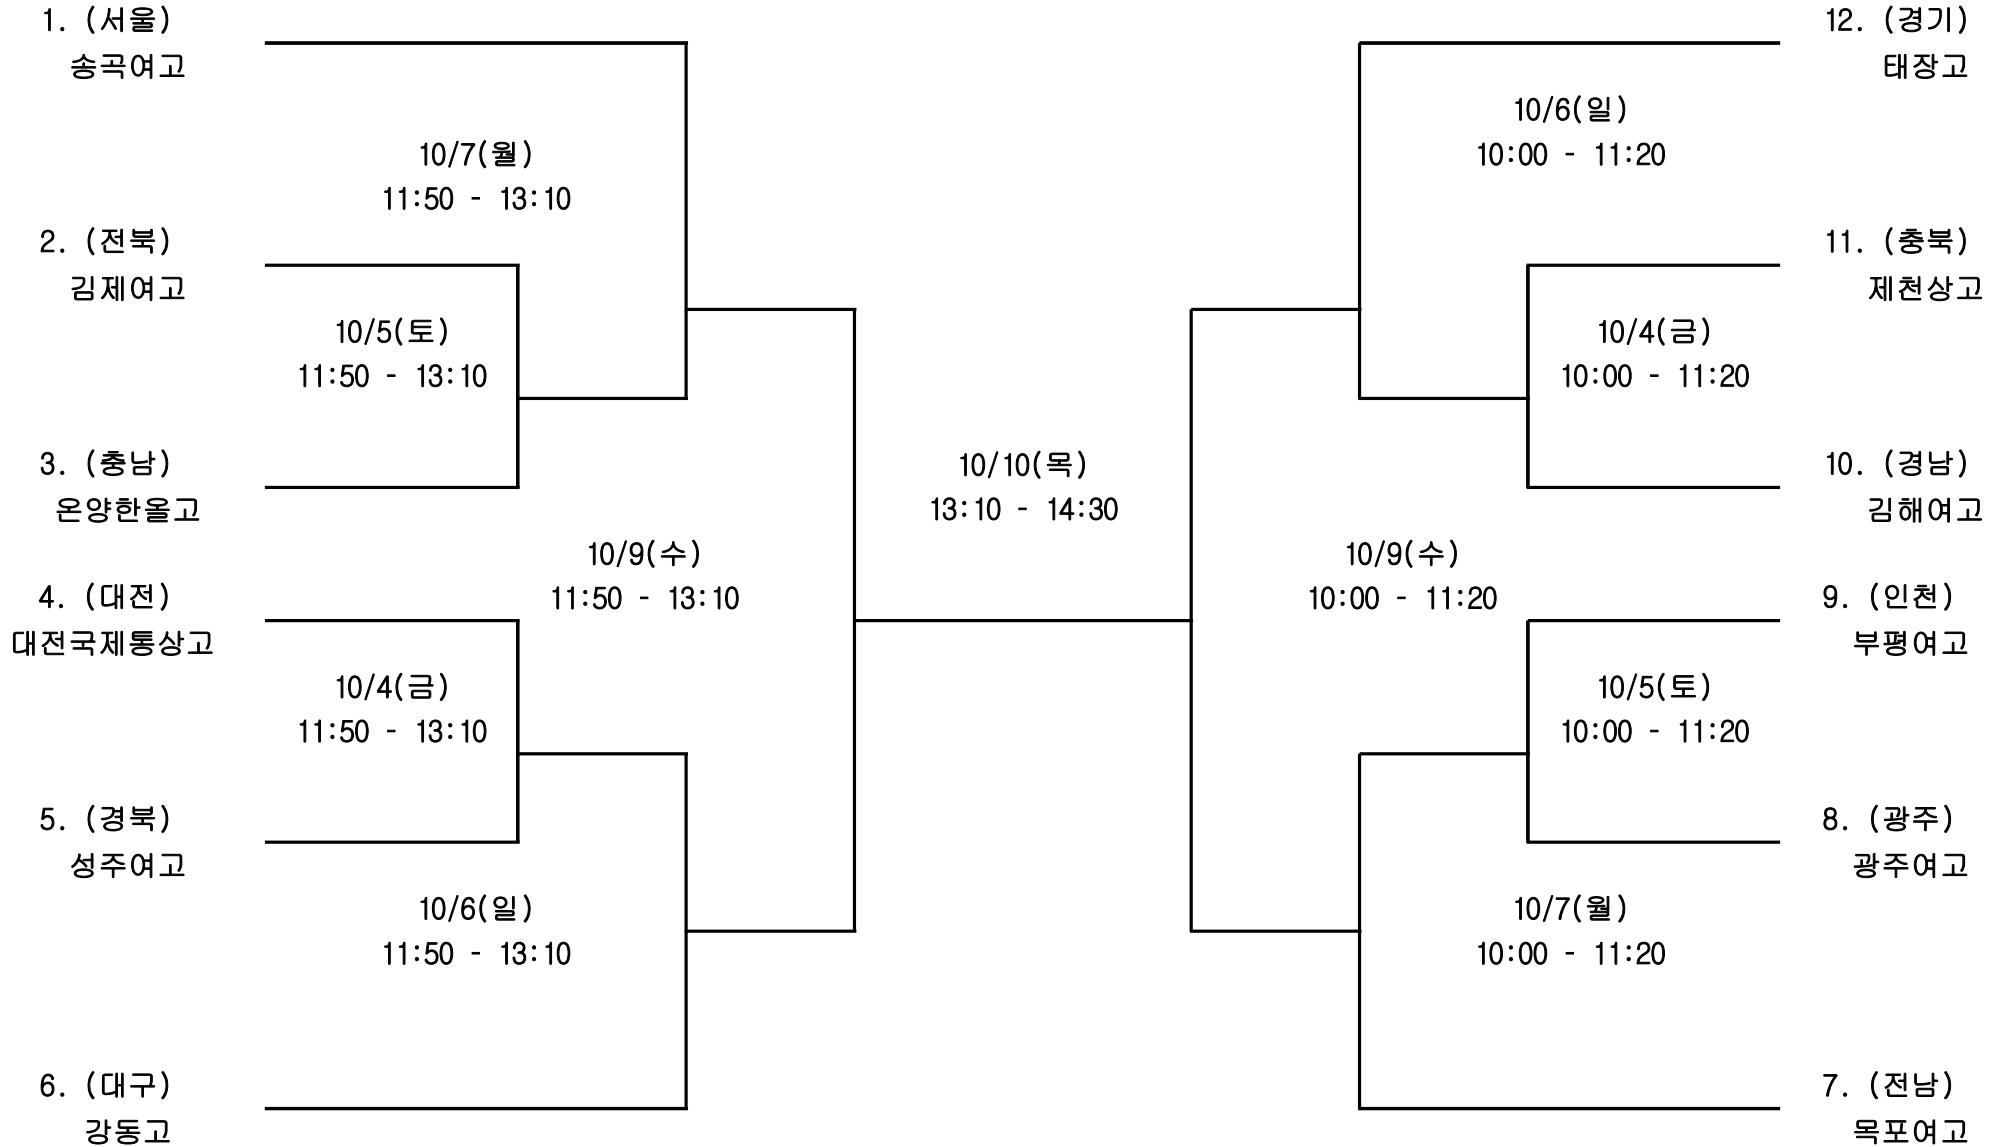 1. (서울)
송곡여고
10/7(월)
11:50 - 13:10
2. (전북)
김제여고
10/5(토)
11:50 - 13:10
3. (충남)
온양한올고
10/9(수)
11:50 - 13:10
4. (대전)
대전국제통상고
10/4(금)
11:50 - 13:10
5. (경북)
성주여고
10/6(일)
11:50 - 13:10
6. (대구)
강동고
10/10(목)
13:10 - 14:30
12. (경기)
태장고
10/6(일)
10:00 - 11:20
11. (충북)
제천상고
10/4(금)
10:00 - 11:20
10. (경남)
김해여고
10/9(수)
10:00 - 11:20
9. (인천)
부평여고
10/5(토)
10:00 - 11:20
8. (광주)
광주여고
10/7(월)
10:00 - 11:20
7. (전남)
목포여고